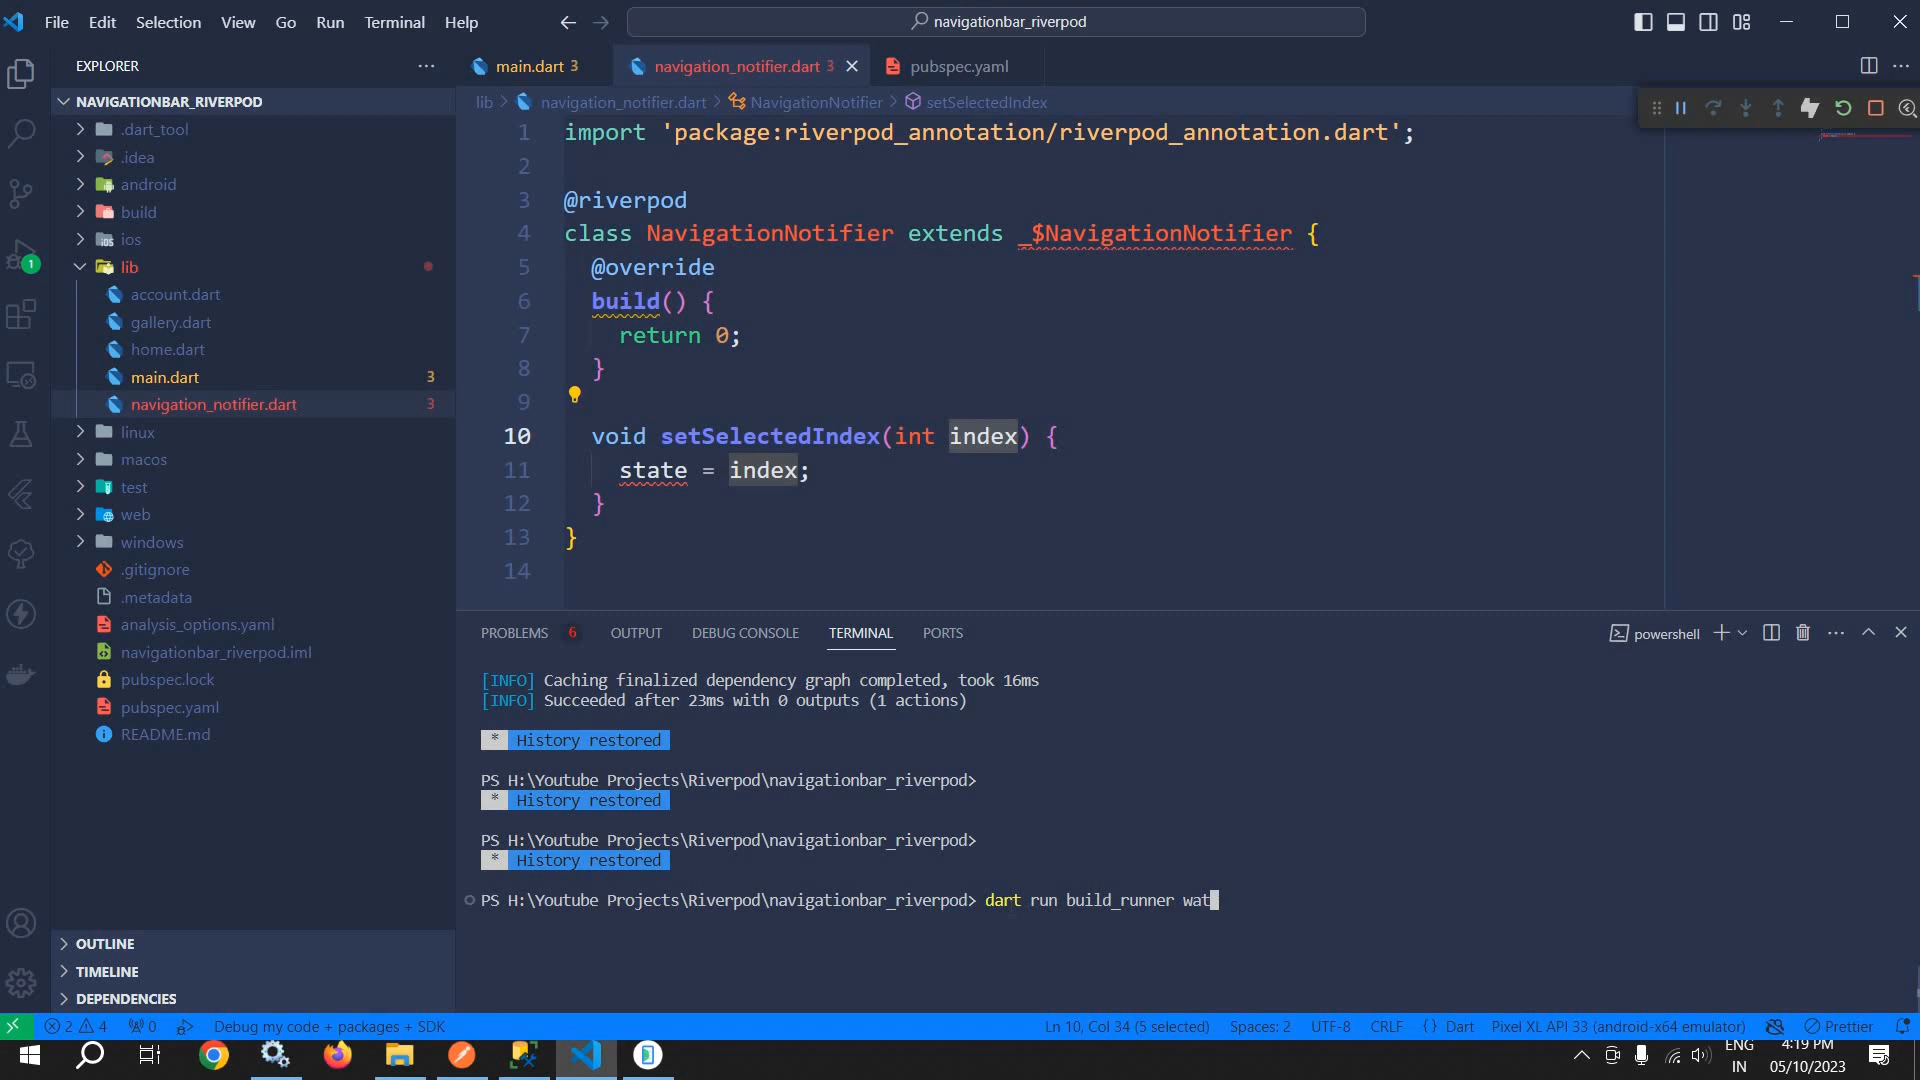 File Edit Selection View Go Run Terminal Help
navigationbar_riverpod
EXPLORER
NAVIGATIONBAR_RIVERPOD
.dart_tool
.idea
android
build
ios
lib
account.dart
gallery.dart
home.dart
main.dart 3
navigation_notifier.dart 3
linux
macos
test
web
windows
.gitignore
.metadata
analysis_options.yaml
navigationbar_riverpod.iml
pubspec.lock
pubspec.yaml
README.md
OUTLINE
TIMELINE
DEPENDENCIES
1
main.dart 3
navigation_notifier.dart 3
pubspec.yaml
lib > navigation_notifier.dart > NavigationNotifier > setSelectedIndex
1 import 'package:riverpod_annotation/riverpod_annotation.dart';
2
3 @riverpod
4 class NavigationNotifier extends _$NavigationNotifier {
5 @override
6 build() {
7 return 0;
8 }
9
10 void setSelectedIndex(int index) {
11 state = index;
12 }
13 }
14
PROBLEMS 6 OUTPUT DEBUG CONSOLE TERMINAL PORTS
powershell
[INFO] Caching finalized dependency graph completed, took 16ms
[INFO] Succeeded after 23ms with 0 outputs (1 actions)
* History restored
PS H:\Youtube Projects\Riverpod\navigationbar_riverpod>
* History restored
PS H:\Youtube Projects\Riverpod\navigationbar_riverpod>
* History restored
PS H:\Youtube Projects\Riverpod\navigationbar_riverpod> dart run build_runner wat
2 4 0 Debug my code + packages + SDK
Ln 10, Col 34 (5 selected) Spaces: 2 UTF-8 CRLF {} Dart Pixel XL API 33 (android-x64 emulator) Prettier
ENG
IN
4:19 PM
05/10/2023